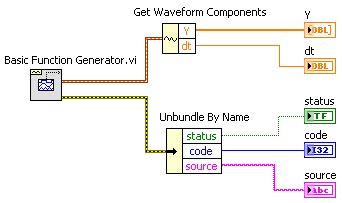 Get Waveform Components
Y
Y
DBL
dt
dt
DBL
Basic Function Generator.vi
status
Unbundle By Name
status
TF
code
code
I32
source
source
abc